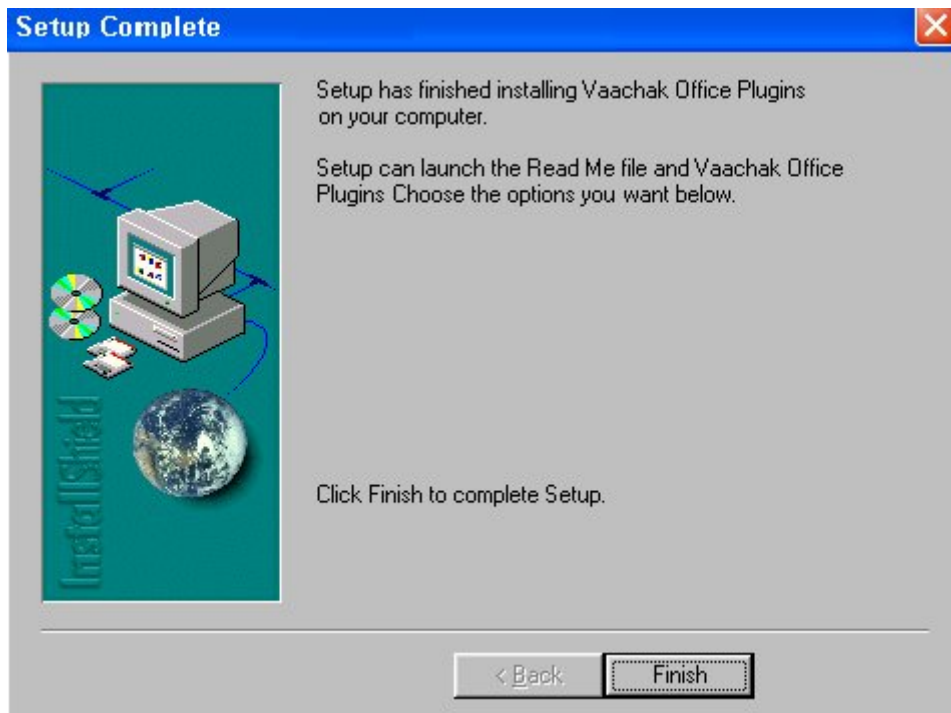 Setup Complete
Setup has finished installing Vaachak Office Plugins
on your computer.
Setup can launch the Read Me file and Vaachak Office
Plugins Choose the options you want below.
InstallShield
Click Finish to complete Setup.
< Back
Finish